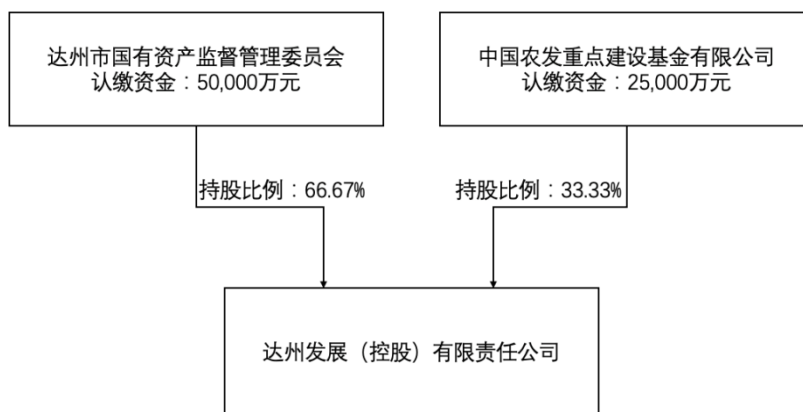 达州市国有资产监督管理委员会
认缴资金：50,000万元
中国农发重点建设基金有限公司
认缴资金：25,000万元
持股比例：66.67%
持股比例：33.33%
达州发展（控股）有限责任公司